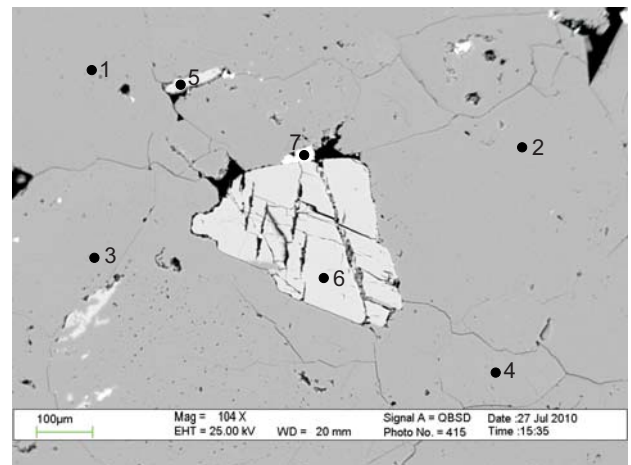 1
5
7
2
3
6
4
100µm
Mag = 104 X
EHT = 25.00 kV
WD = 20 mm
Signal A = QBSD
Photo No. = 415
Date :27 Jul 2010
Time :15:35